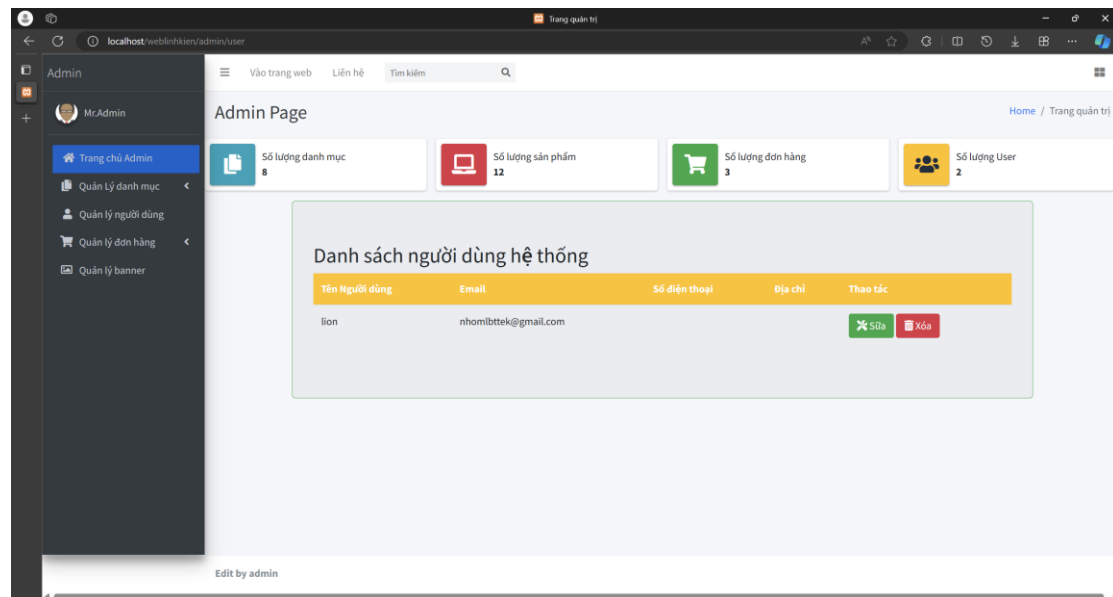 Trang quản trị
localhost/weblinhkien/admin/user
Admin
Vào trang web Liên hệ Tìm kiếm
Mr.Admin
Admin Page
Home / Trang quản trị
Trang chủ Admin
Quản Lý danh mục
Quản lý người dùng
Quản lý đơn hàng
Quản lý banner
Số lượng danh mục
8
Số lượng sản phẩm
12
Số lượng đơn hàng
3
Số lượng User
2
Danh sách người dùng hệ thống
Tên Người dùng Email Số điện thoại Địa chỉ Thao tác
lion nhomlbttek@gmail.com Sữa Xóa
Edit by admin